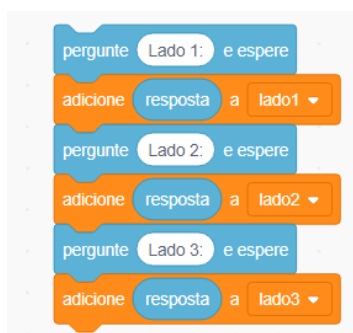 pergunte Lado 1: e espere
adicione resposta a lado1
pergunte Lado 2: e espere
adicione resposta a lado2
pergunte Lado 3: e espere
adicione resposta a lado3